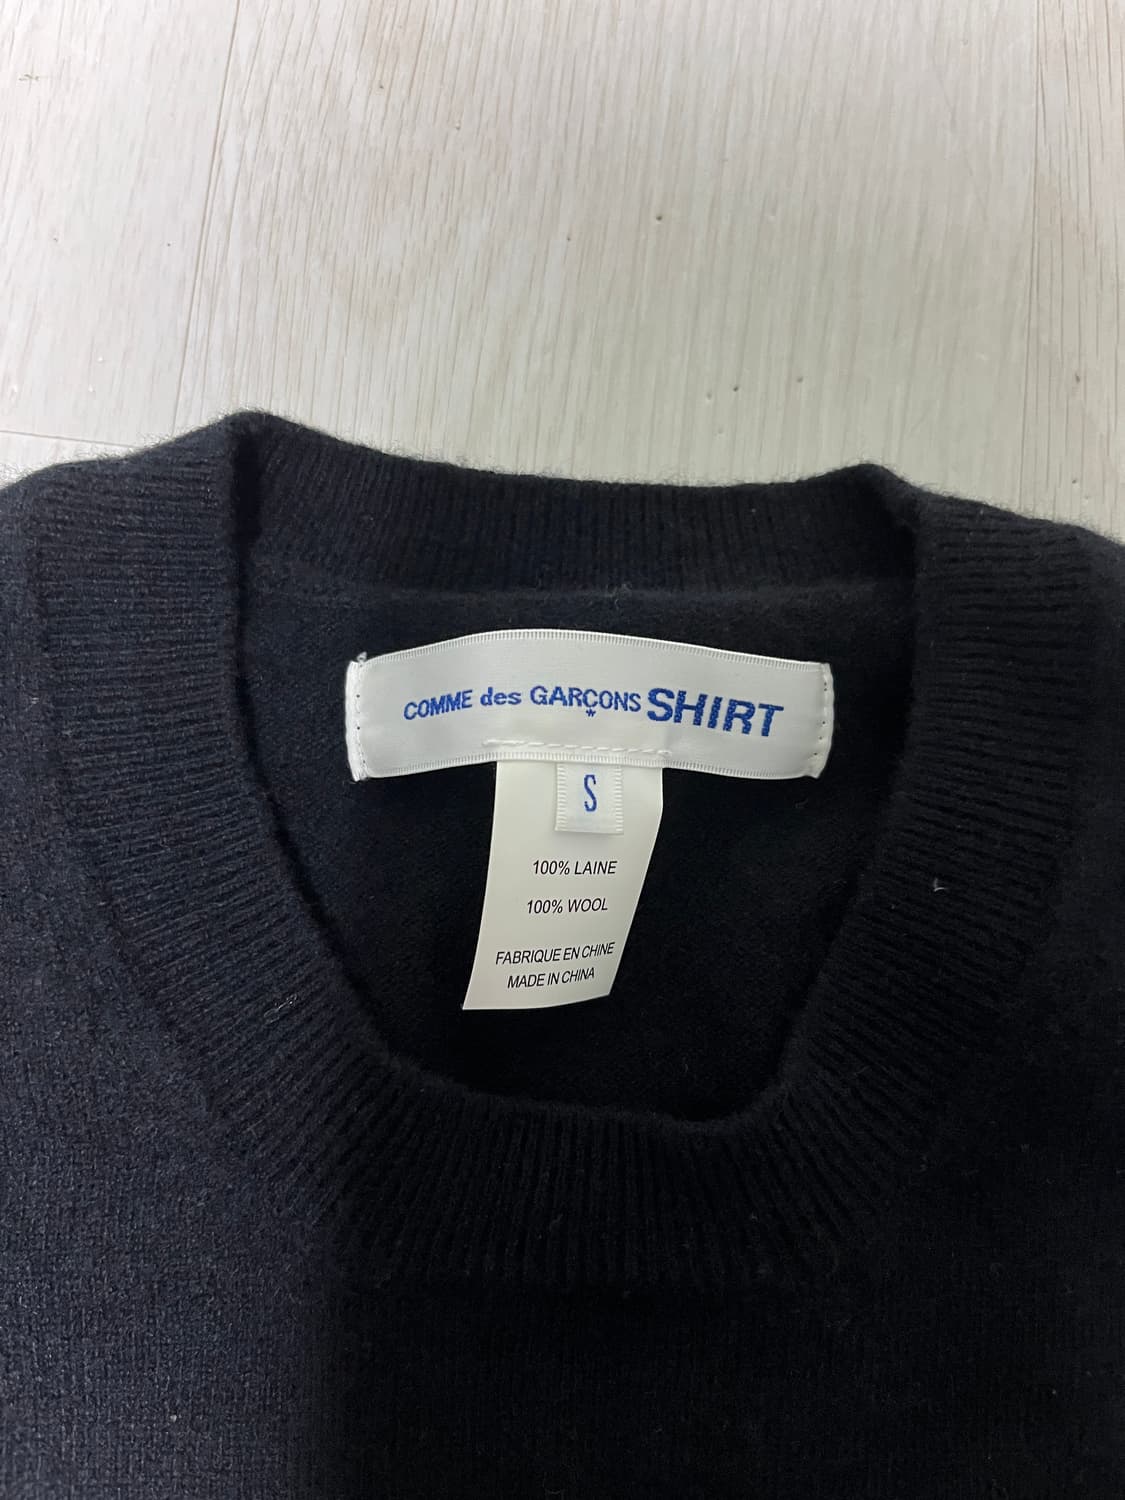 COMME des GARÇONS SHIRT
*
S
100% LAINE
100% WOOL
FABRIQUE EN CHINE
MADE IN CHINA